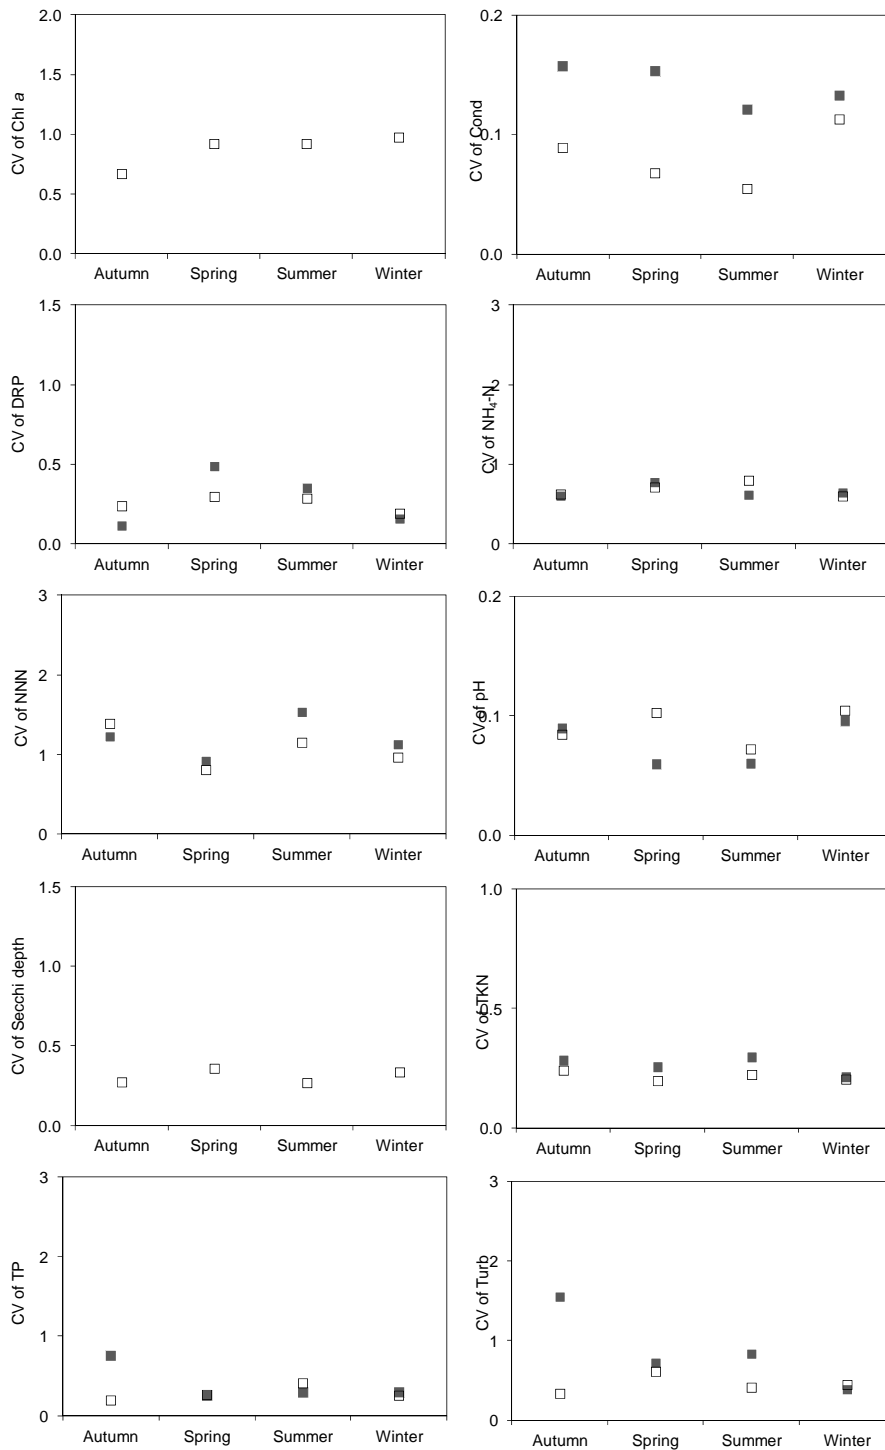 2.0
1.5
1.0
0.5
0.0
CV of Chl a
Autumn Spring Summer Winter
0.2
0.1
0.0
CV of Cond
Autumn Spring Summer Winter
1.5
1.0
0.5
0.0
CV of DRP
Autumn Spring Summer Winter
3
2
1
0
CV of NH₄-N
Autumn Spring Summer Winter
3
2
1
0
CV of NNN
Autumn Spring Summer Winter
0.2
0.1
0.0
CV of pH
Autumn Spring Summer Winter
1.5
1.0
0.5
0.0
CV of Secchi depth
Autumn Spring Summer Winter
1.0
0.5
0.0
CV of TKN
Autumn Spring Summer Winter
3
2
1
0
CV of TP
Autumn Spring Summer Winter
3
2
1
0
CV of Turb
Autumn Spring Summer Winter